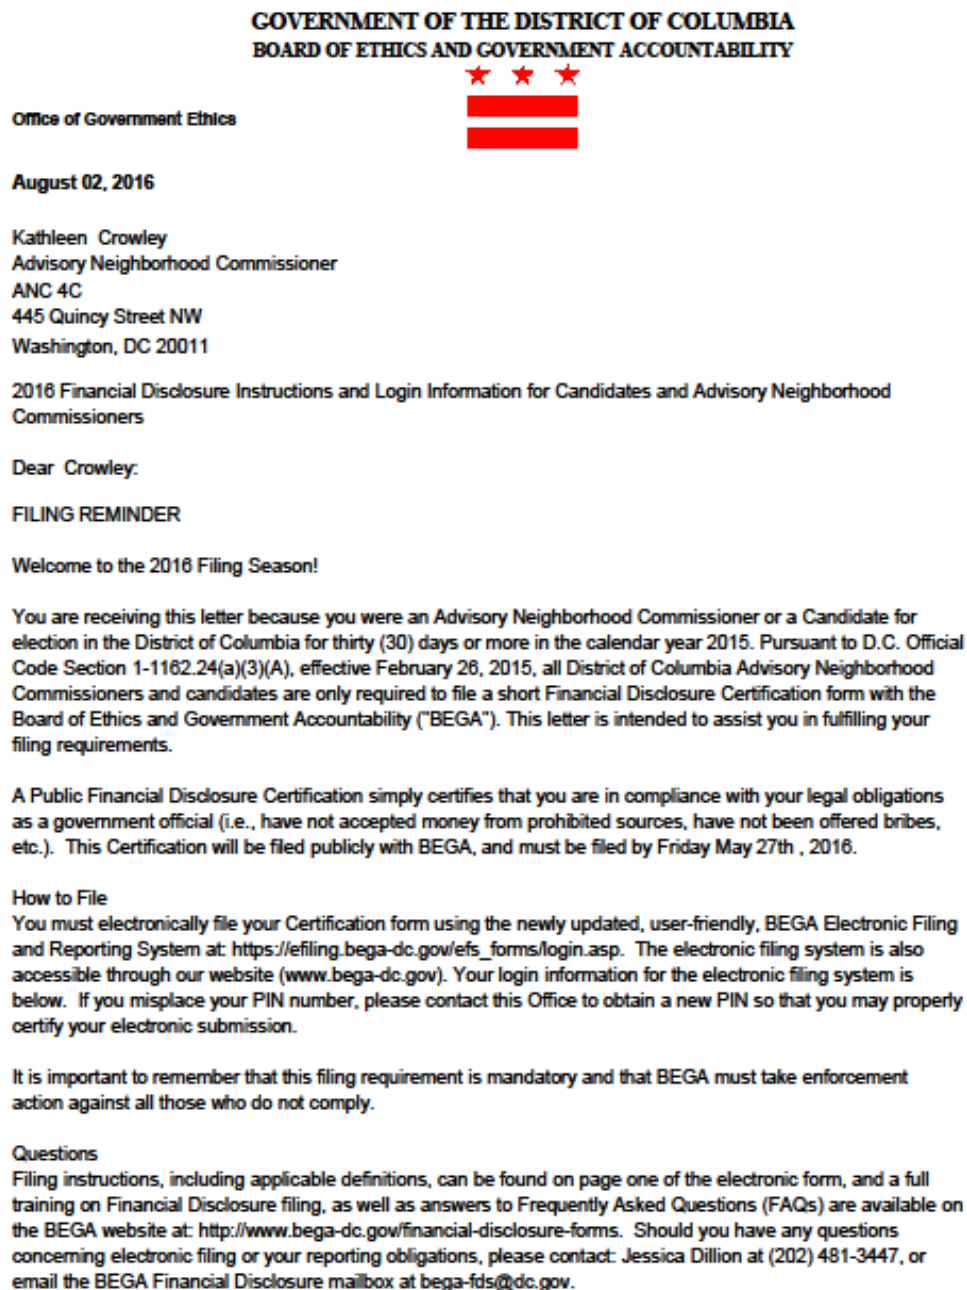 GOVERNMENT OF THE DISTRICT OF COLUMBIA
BOARD OF ETHICS AND GOVERNMENT ACCOUNTABILITY
Office of Government Ethics
August 02, 2016
Kathleen Crowley
Advisory Neighborhood Commissioner
ANC 4C
445 Quincy Street NW
Washington, DC 20011
2016 Financial Disclosure Instructions and Login Information for Candidates and Advisory Neighborhood
Commissioners
Dear Crowley:
FILING REMINDER
Welcome to the 2016 Filing Season!
You are receiving this letter because you were an Advisory Neighborhood Commissioner or a Candidate for
election in the District of Columbia for thirty (30) days or more in the calendar year 2015. Pursuant to D.C. Official
Code Section 1-1162.24(a)(3)(A), effective February 26, 2015, all District of Columbia Advisory Neighborhood
Commissioners and candidates are only required to file a short Financial Disclosure Certification form with the
Board of Ethics and Government Accountability ("BEGA"). This letter is intended to assist you in fulfilling your
filing requirements.
A Public Financial Disclosure Certification simply certifies that you are in compliance with your legal obligations
as a government official (i.e., have not accepted money from prohibited sources, have not been offered bribes,
etc.). This Certification will be filed publicly with BEGA, and must be filed by Friday May 27th , 2016.
How to File
You must electronically file your Certification form using the newly updated, user-friendly, BEGA Electronic Filing
and Reporting System at: https://efiling.bega-dc.gov/efs_forms/login.asp. The electronic filing system is also
accessible through our website (www.bega-dc.gov). Your login information for the electronic filing system is
below. If you misplace your PIN number, please contact this Office to obtain a new PIN so that you may properly
certify your electronic submission.
It is important to remember that this filing requirement is mandatory and that BEGA must take enforcement
action against all those who do not comply.
Questions
Filing instructions, including applicable definitions, can be found on page one of the electronic form, and a full
training on Financial Disclosure filing, as well as answers to Frequently Asked Questions (FAQs) are available on
the BEGA website at: http://www.bega-dc.gov/financial-disclosure-forms. Should you have any questions
concerning electronic filing or your reporting obligations, please contact: Jessica Dillion at (202) 481-3447, or
email the BEGA Financial Disclosure mailbox at bega-fds@dc.gov.